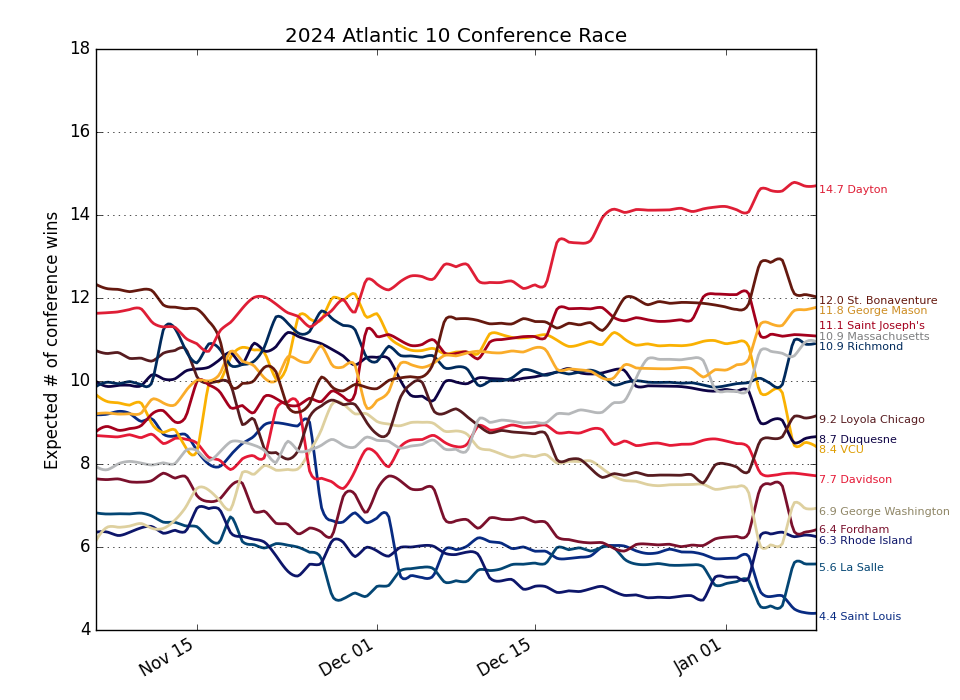 2024 Atlantic 10 Conference Race
Expected # of conference wins
18
16
14
12
10
8
6
4
Nov 15
Dec 01
Dec 15
Jan 01
14.7 Dayton
12.0 St. Bonaventure
11.8 George Mason
11.1 Saint Joseph's
10.9 Massachusetts
10.9 Richmond
9.2 Loyola Chicago
8.7 Duquesne
8.4 VCU
7.7 Davidson
6.9 George Washington
6.4 Fordham
6.3 Rhode Island
5.6 La Salle
4.4 Saint Louis